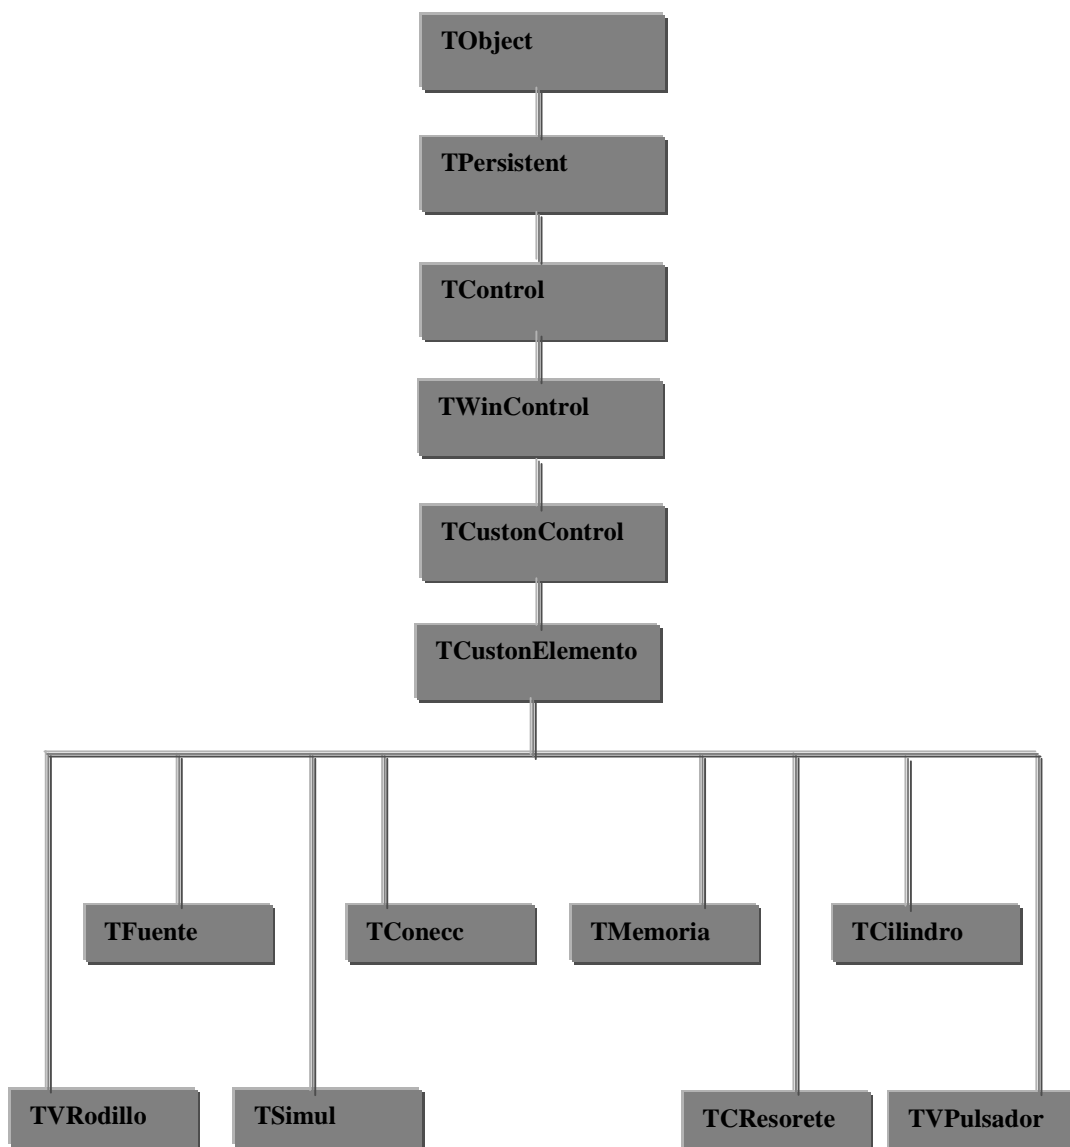 TObject
TPersistent
TControl
TWinControl
TCustonControl
TCustonElemento
TFuente
TConecc
TMemoria
TCilindro
TVRodillo
TSimul
TCResorete
TVPulsador